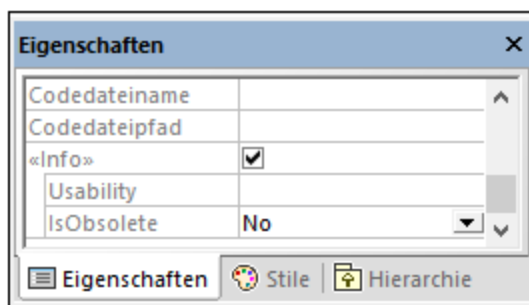 Eigenschaften
Codedateiname
Codedateipfad
«Info»
Usability
IsObsolete No
Eigenschaften Stile Hierarchie